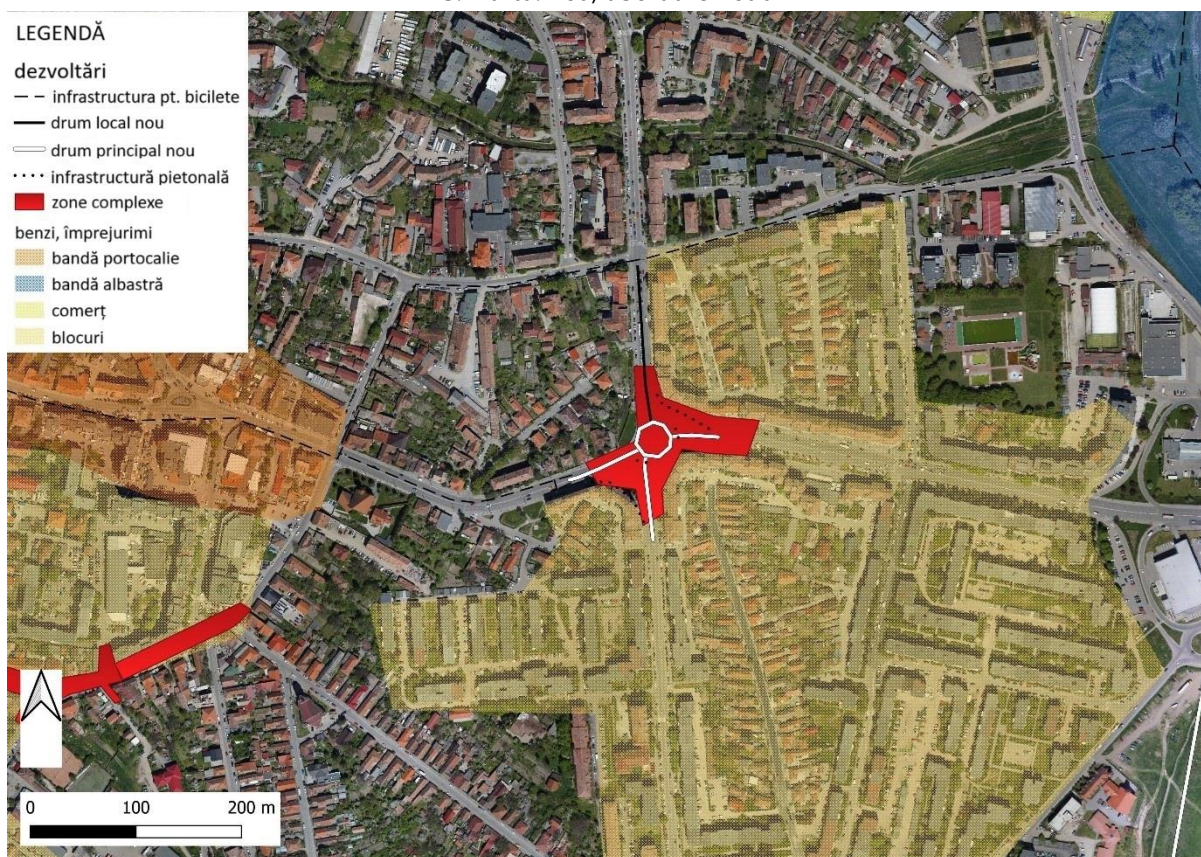 LEGENDĂ
dezvoltări
infrastructura pt. bicilete
drum local nou
drum principal nou
infrastructură pietonală
zone complexe
benzi, împrejurimi
bandă portocalie
bandă albastră
comerț
blocuri
0 100 200 m